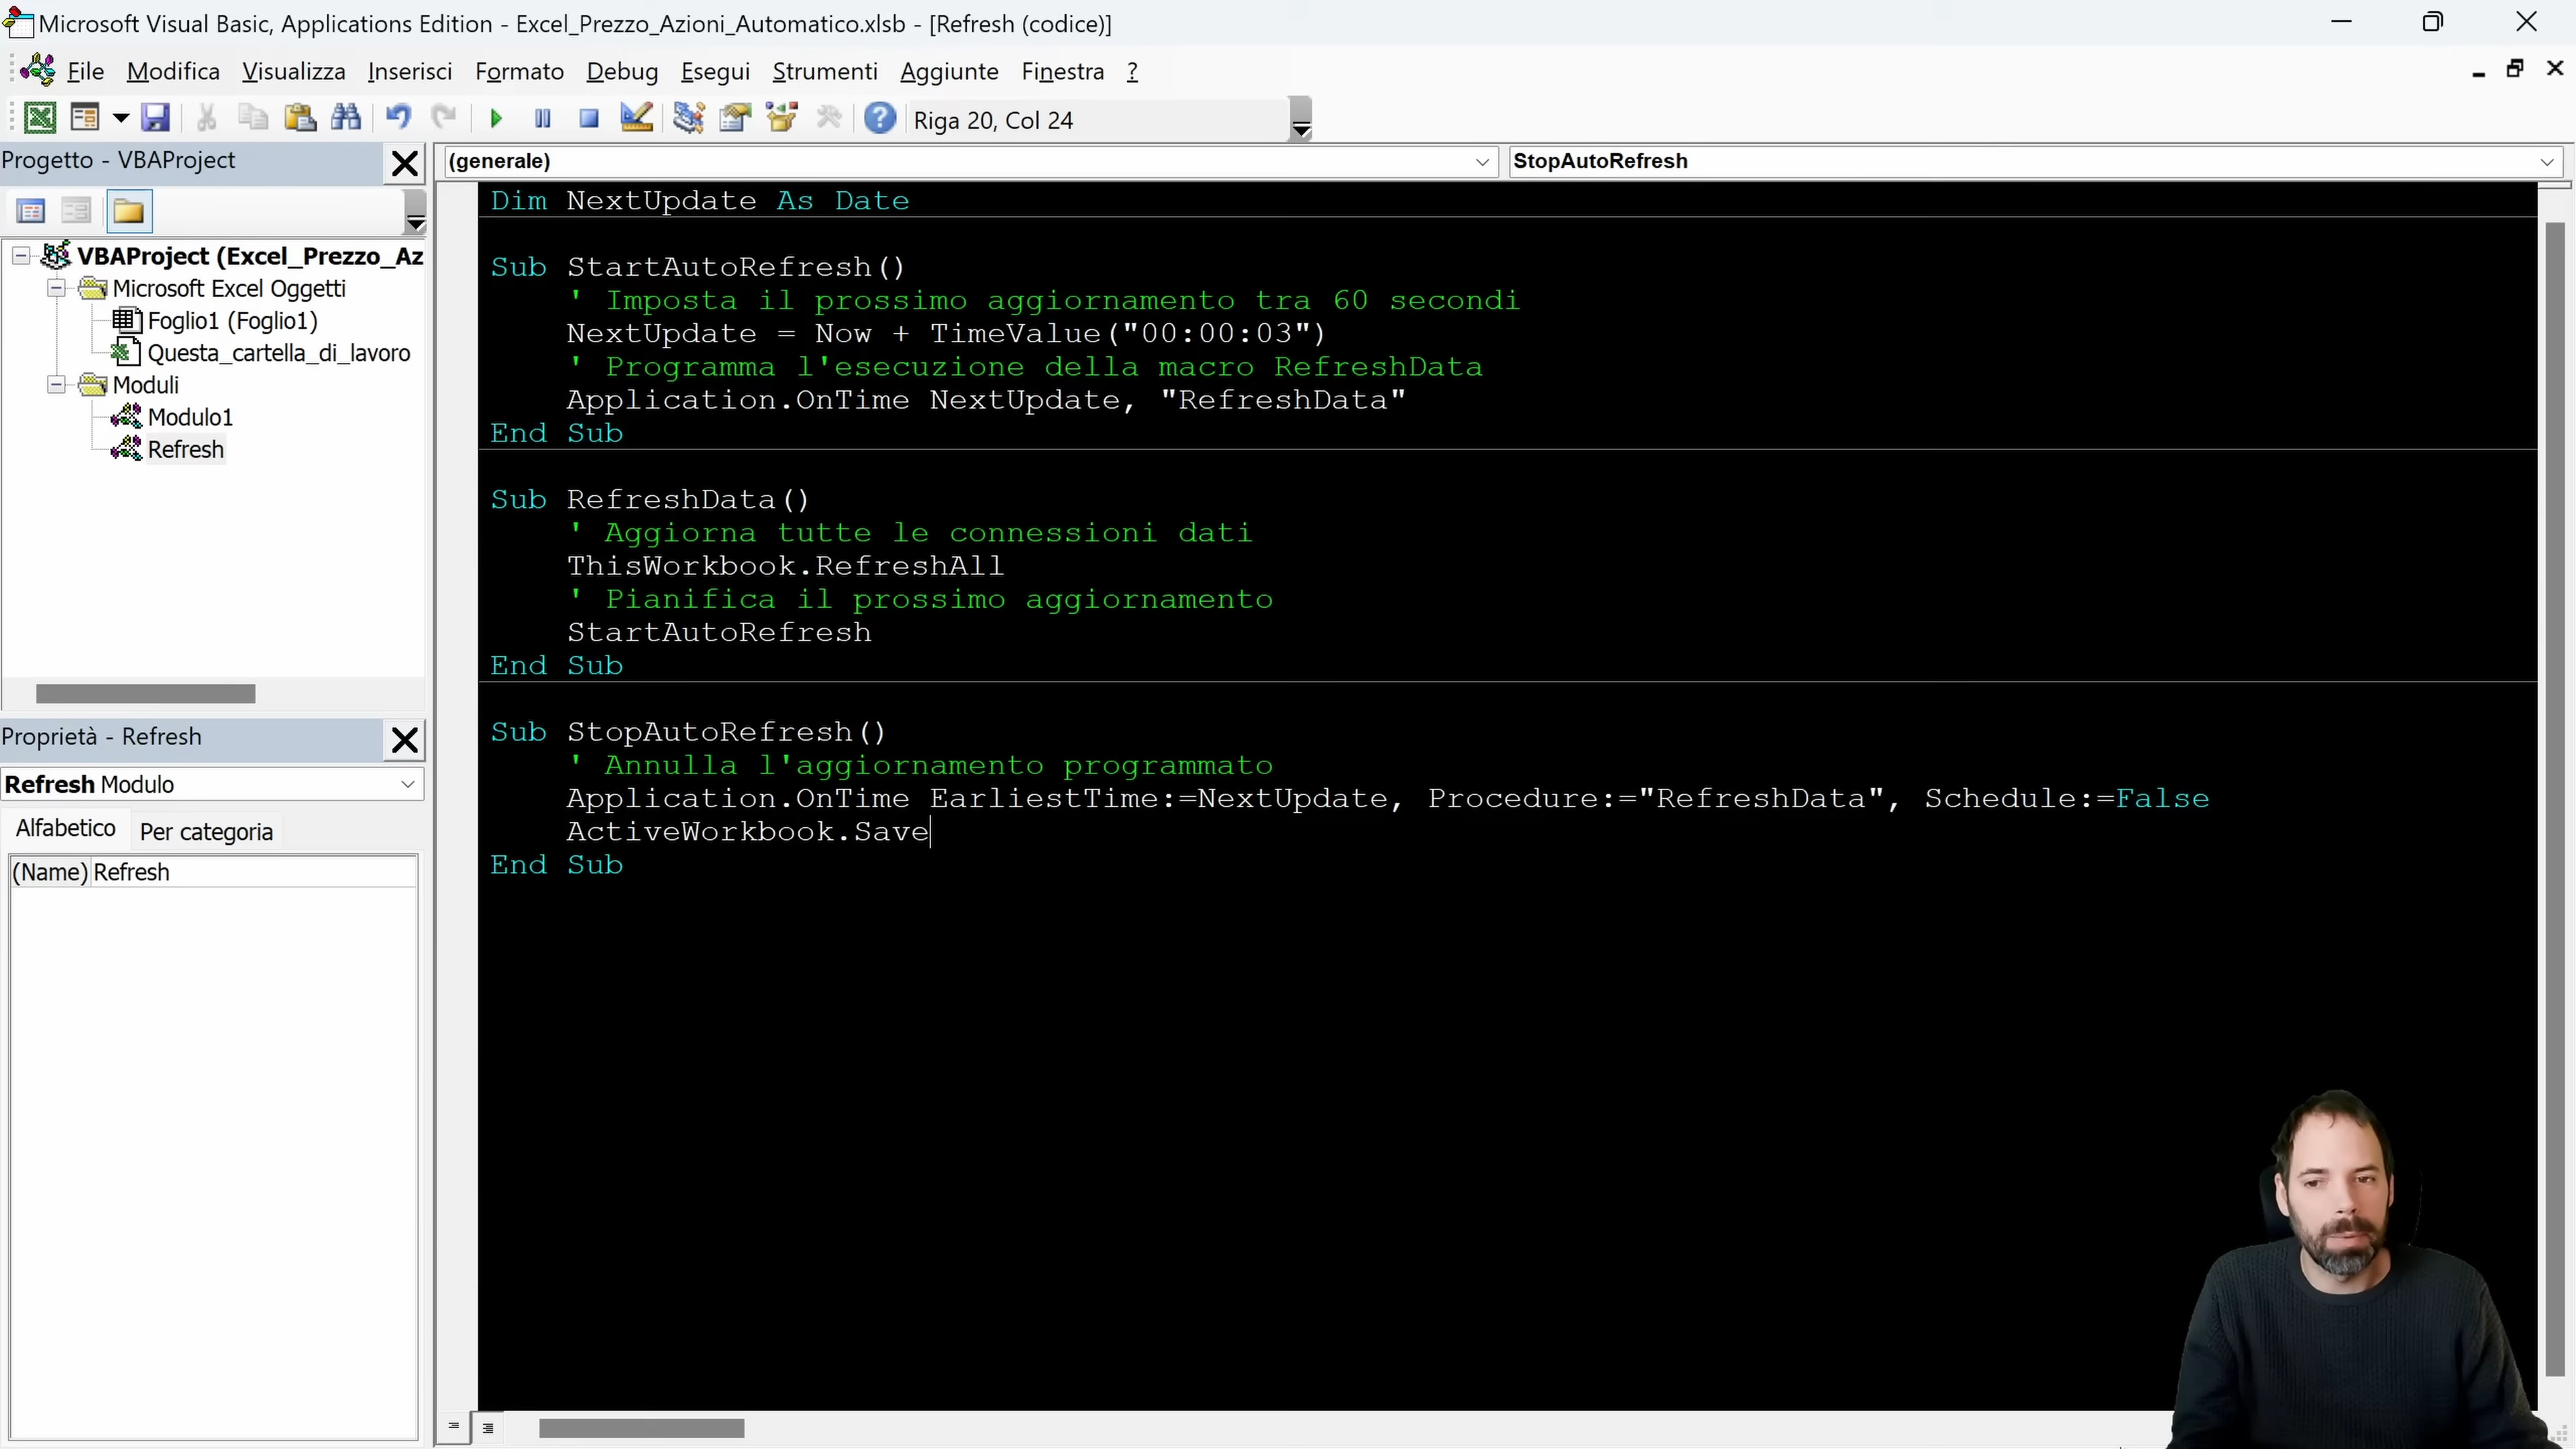 Microsoft Visual Basic, Applications Edition - Excel_Prezzo_Azioni_Automatico.xlsb - [Refresh (codice)]
File Modifica Visualizza Inserisci Formato Debug Esegui Strumenti Aggiunte Finestra ?
Riga 20, Col 24
Progetto - VBAProject
(generale) StopAutoRefresh
VBAProject (Excel_Prezzo_Az
Microsoft Excel Oggetti
Foglio1 (Foglio1)
Questa_cartella_di_lavoro
Moduli
Modulo1
Refresh
Proprietà - Refresh
Refresh Modulo
Alfabetico Per categoria
(Name) Refresh
Dim NextUpdate As Date
Sub StartAutoRefresh()
' Imposta il prossimo aggiornamento tra 60 secondi
NextUpdate = Now + TimeValue("00:00:03")
' Programma l'esecuzione della macro RefreshData
Application.OnTime NextUpdate, "RefreshData"
End Sub
Sub RefreshData()
' Aggiorna tutte le connessioni dati
ThisWorkbook.RefreshAll
' Pianifica il prossimo aggiornamento
StartAutoRefresh
End Sub
Sub StopAutoRefresh()
' Annulla l'aggiornamento programmato
Application.OnTime EarliestTime:=NextUpdate, Procedure:="RefreshData", Schedule:=False
ActiveWorkbook.Save
End Sub